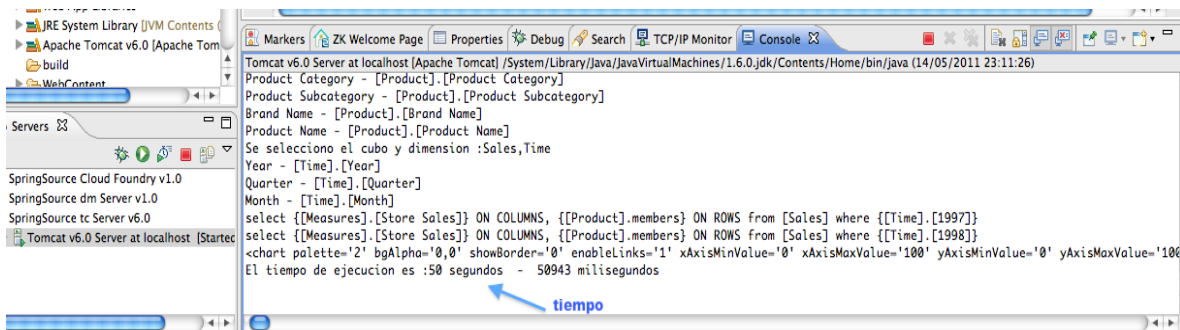 JRE System Library [JVM Contents (
Apache Tomcat v6.0 [Apache Tom
build
WebContent
Servers
SpringSource Cloud Foundry v1.0
SpringSource dm Server v1.0
SpringSource tc Server v6.0
Tomcat v6.0 Server at localhost [Started
Markers ZK Welcome Page Properties Debug Search TCP/IP Monitor Console
Tomcat v6.0 Server at localhost [Apache Tomcat] /System/Library/Java/JavaVirtualMachines/1.6.0.jdk/Contents/Home/bin/java (14/05/2011 23:11:26)
Product Category - [Product].[Product Category]
Product Subcategory - [Product].[Product Subcategory]
Brand Name - [Product].[Brand Name]
Product Name - [Product].[Product Name]
Se selecciono el cubo y dimension :Sales,Time
Year - [Time].[Year]
Quarter - [Time].[Quarter]
Month - [Time].[Month]
select {[Measures].[Store Sales]} ON COLUMNS, {[Product].members} ON ROWS from [Sales] where {[Time].[1997]}
select {[Measures].[Store Sales]} ON COLUMNS, {[Product].members} ON ROWS from [Sales] where {[Time].[1998]}
<chart palette='2' bgAlpha='0,0' showBorder='0' enableLinks='1' xAxisMinValue='0' xAxisMaxValue='100' yAxisMinValue='0' yAxisMaxValue='100
El tiempo de ejecucion es :50 segundos - 50943 milisegundos
tiempo